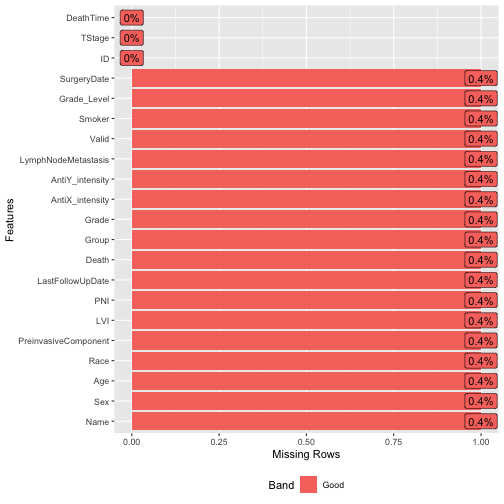 DeathTime 0%
TStage 0%
ID 0%
SurgeryDate 0.4%
Grade_Level 0.4%
Smoker 0.4%
Valid 0.4%
LymphNodeMetastasis 0.4%
AntiY_intensity 0.4%
AntiX_intensity 0.4%
Grade 0.4%
Group 0.4%
Death 0.4%
LastFollowUpDate 0.4%
PNI 0.4%
LVI 0.4%
PreinvasiveComponent 0.4%
Race 0.4%
Age 0.4%
Sex 0.4%
Name 0.4%
Features
0.00 0.25 0.50 0.75 1.00
Missing Rows
Band Good